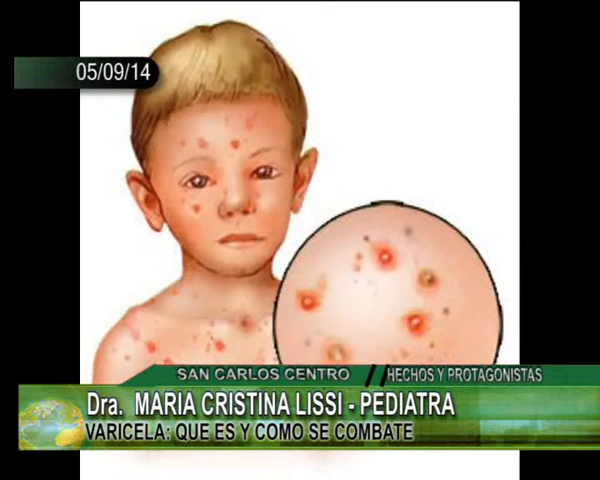 05/09/14
SAN CARLOS CENTRO // HECHOS Y PROTAGONISTAS
Dra. MARIA CRISTINA LISSI - PEDIATRA
VARICELA: QUE ES Y COMO SE COMBATE